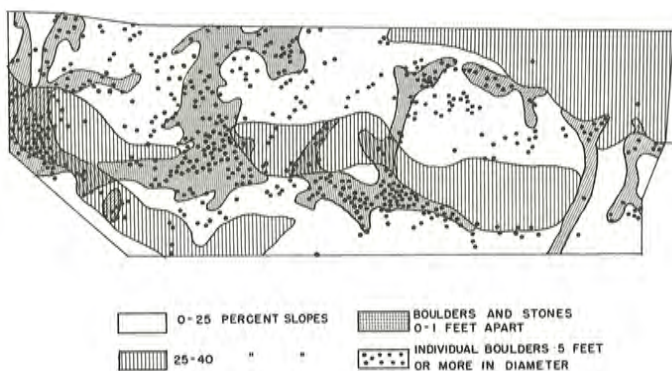 0-25 PERCENT SLOPES
25-40 " "
BOULDERS AND STONES
0-1 FEET APART
INDIVIDUAL BOULDERS 5 FEET
OR MORE IN DIAMETER